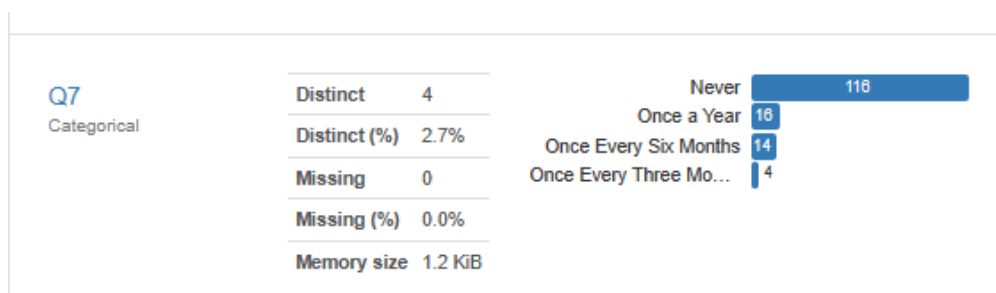 Q7
Categorical
Distinct 4
Distinct (%) 2.7%
Missing 0
Missing (%) 0.0%
Memory size 1.2 KiB
Never 116
Once a Year 16
Once Every Six Months 14
Once Every Three Mo... 4